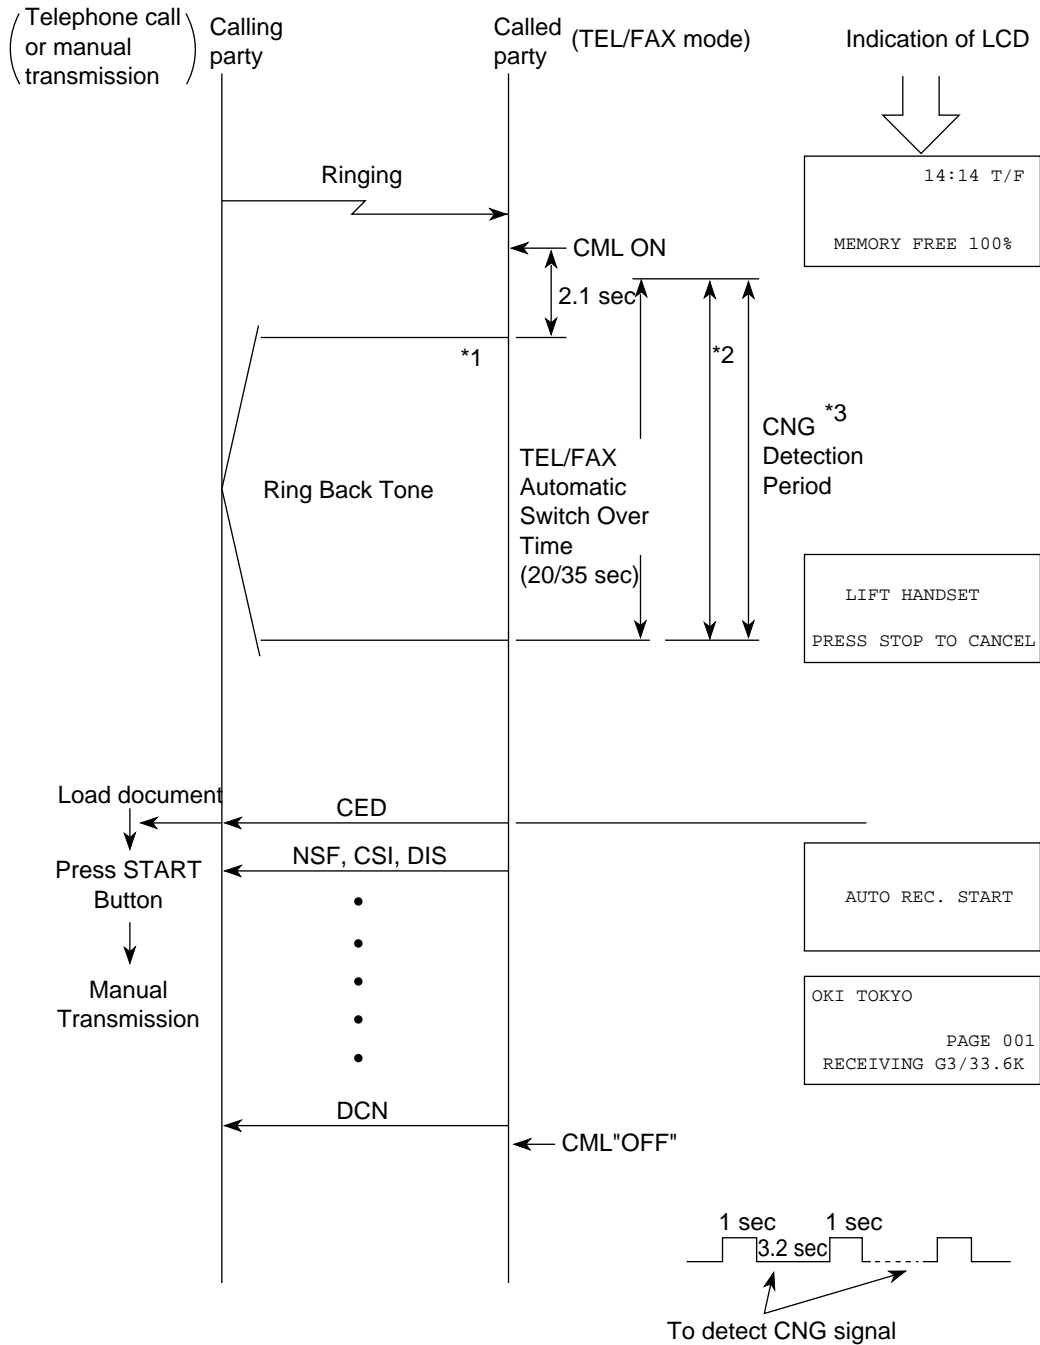 Telephone call
or manual
transmission
Calling
party
Called
party
(TEL/FAX mode)
Indication of LCD
14:14 T/F
MEMORY FREE 100%
Ringing
CML ON
2.1 sec
*1
*2
CNG *3
Detection
Period
Ring Back Tone
TEL/FAX
Automatic
Switch Over
Time
(20/35 sec)
LIFT HANDSET
PRESS STOP TO CANCEL
Load document
CED
Press START
Button
NSF, CSI, DIS
AUTO REC. START
Manual
Transmission
OKI TOKYO
PAGE 001
RECEIVING G3/33.6K
DCN
CML"OFF"
1 sec
1 sec
3.2 sec
To detect CNG signal